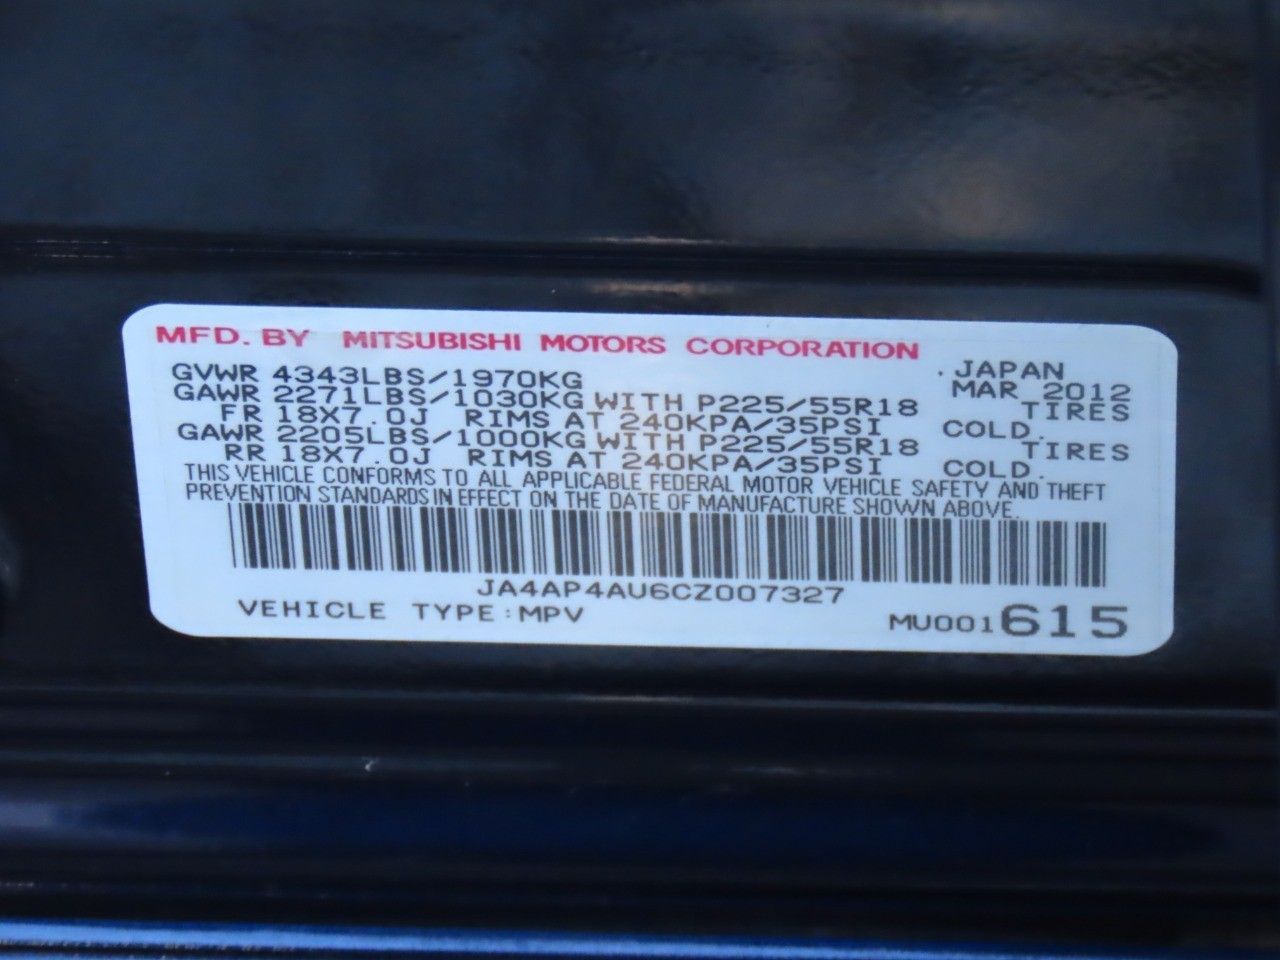 MFD. BY MITSUBISHI MOTORS CORPORATION, JAPAN
GVWR 4343LBS/1970KG MAR 2012
GAWR 2271LBS/1030KG WITH P225/55R18 TIRES
FR 18X7.0J RIMS AT 240KPA/35PSI COLD.
GAWR 2205LBS/1000KG WITH P225/55R18 TIRES
RR 18X7.0J RIMS AT 240KPA/35PSI COLD.
THIS VEHICLE CONFORMS TO ALL APPLICABLE FEDERAL MOTOR VEHICLE SAFETY AND THEFT
PREVENTION STANDARDS IN EFFECT ON THE DATE OF MANUFACTURE SHOWN ABOVE.
JA4AP4AU6CZ007327
VEHICLE TYPE:MPV MU001615